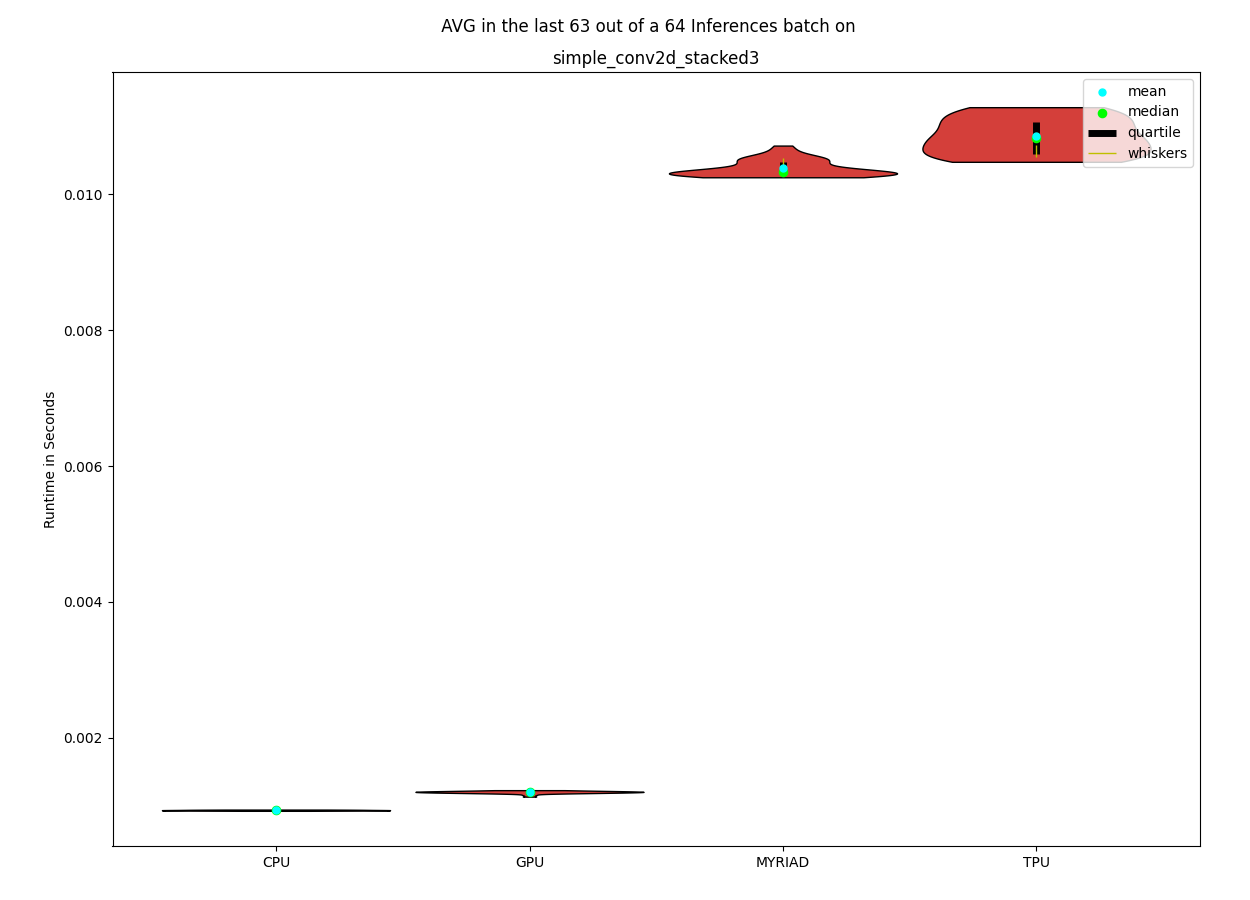 AVG in the last 63 out of a 64 Inferences batch on
simple_conv2d_stacked3
mean
median
quartile
whiskers
Runtime in Seconds
0.010
0.008
0.006
0.004
0.002
CPU GPU MYRIAD TPU